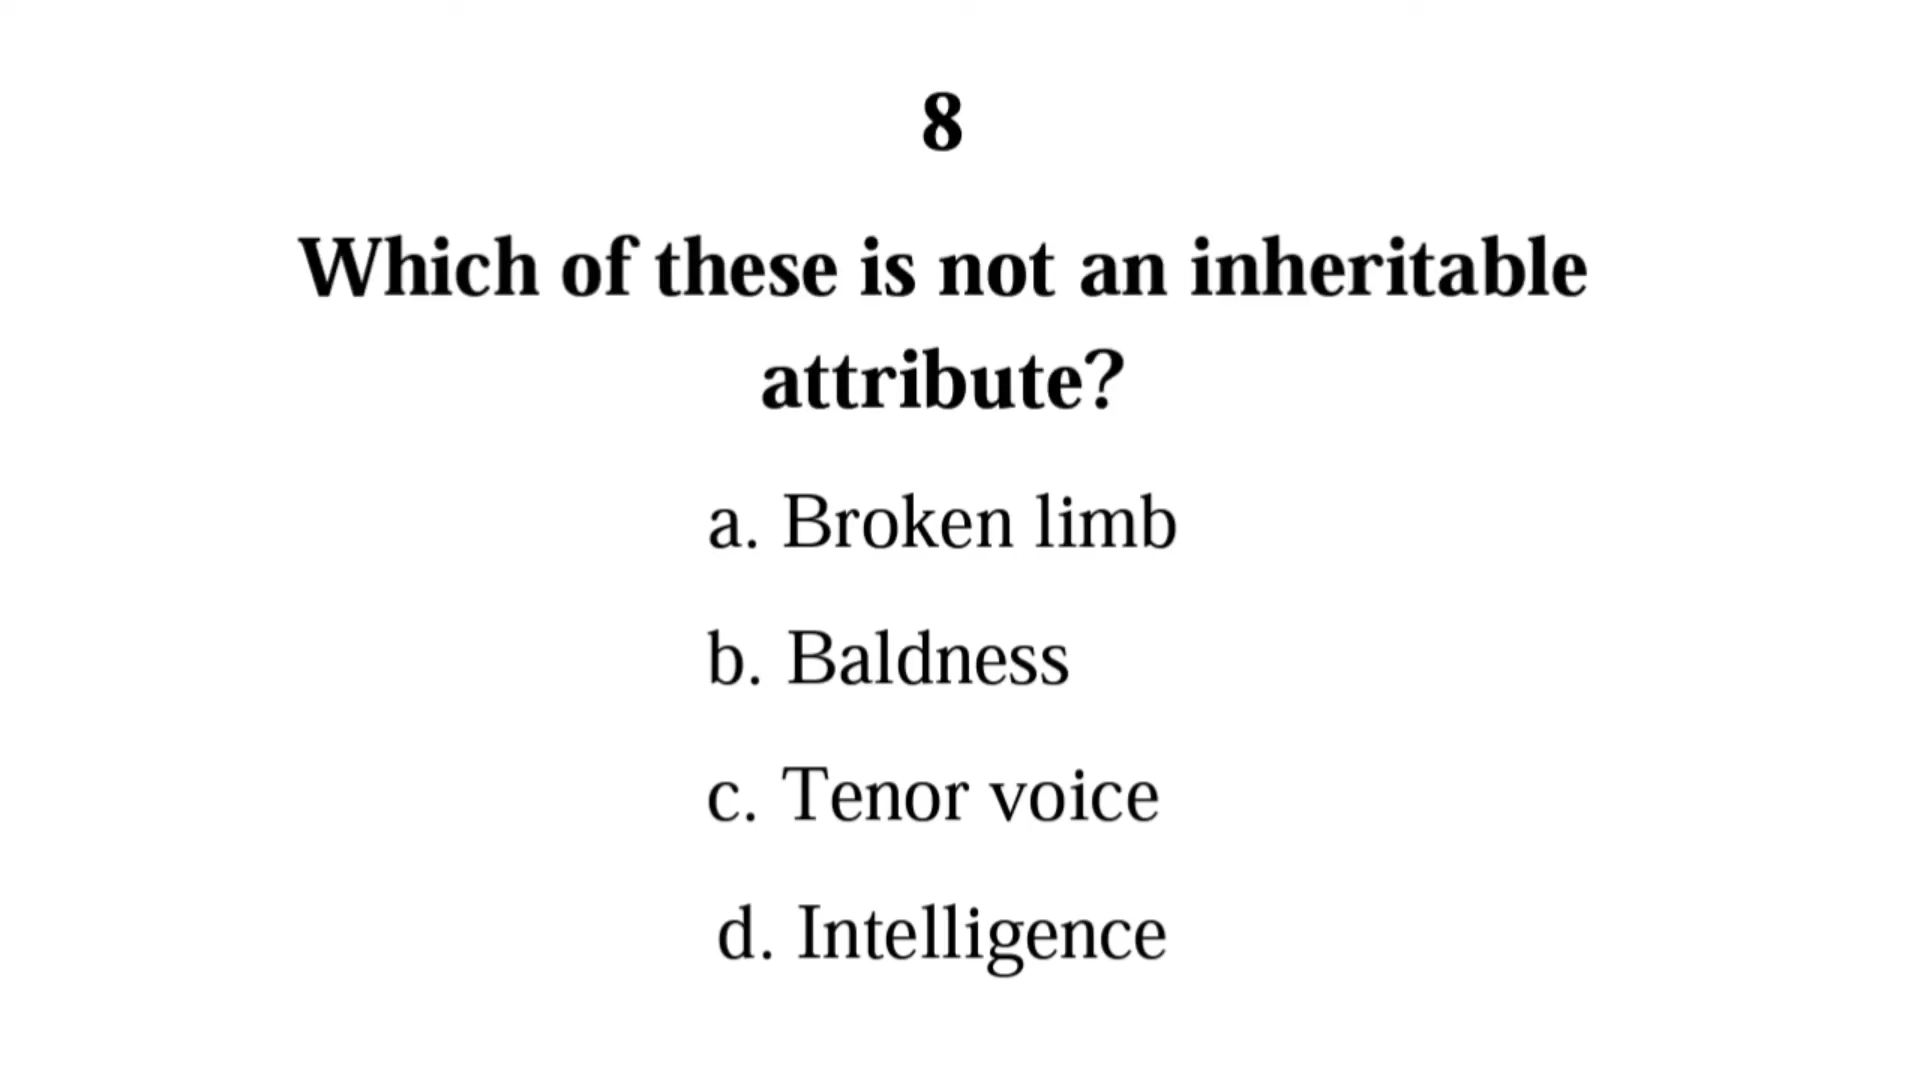 8
Which of these is not an inheritable
attribute?
a. Broken limb
b. Baldness
c. Tenor voice
d. Intelligence